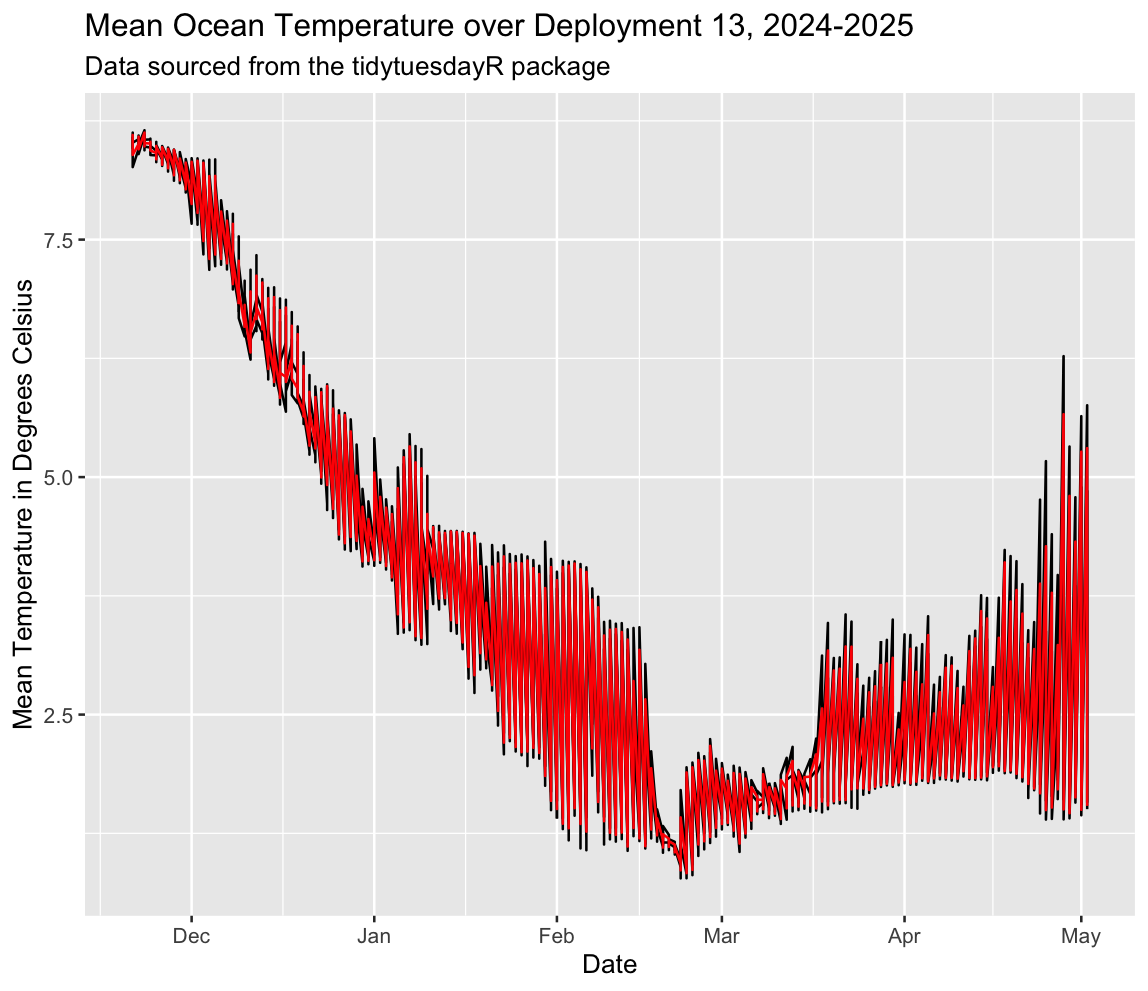 Mean Ocean Temperature over Deployment 13, 2024-2025
Data sourced from the tidytuesdayR package
Mean Temperature in Degrees Celsius
7.5
5.0
2.5
Dec Jan Feb Mar Apr May
Date